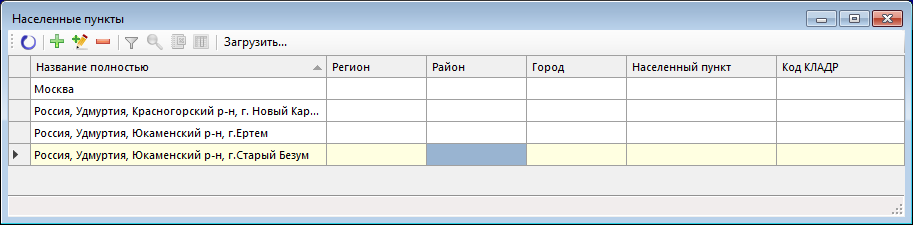 Населенные пункты
Загрузить...
Название полностью Регион Район Город Населенный пункт Код КЛАДР
Москва
Россия, Удмуртия, Красногорский р-н, г. Новый Кар...
Россия, Удмуртия, Юкаменский р-н, г.Ертем
Россия, Удмуртия, Юкаменский р-н, г.Старый Безум